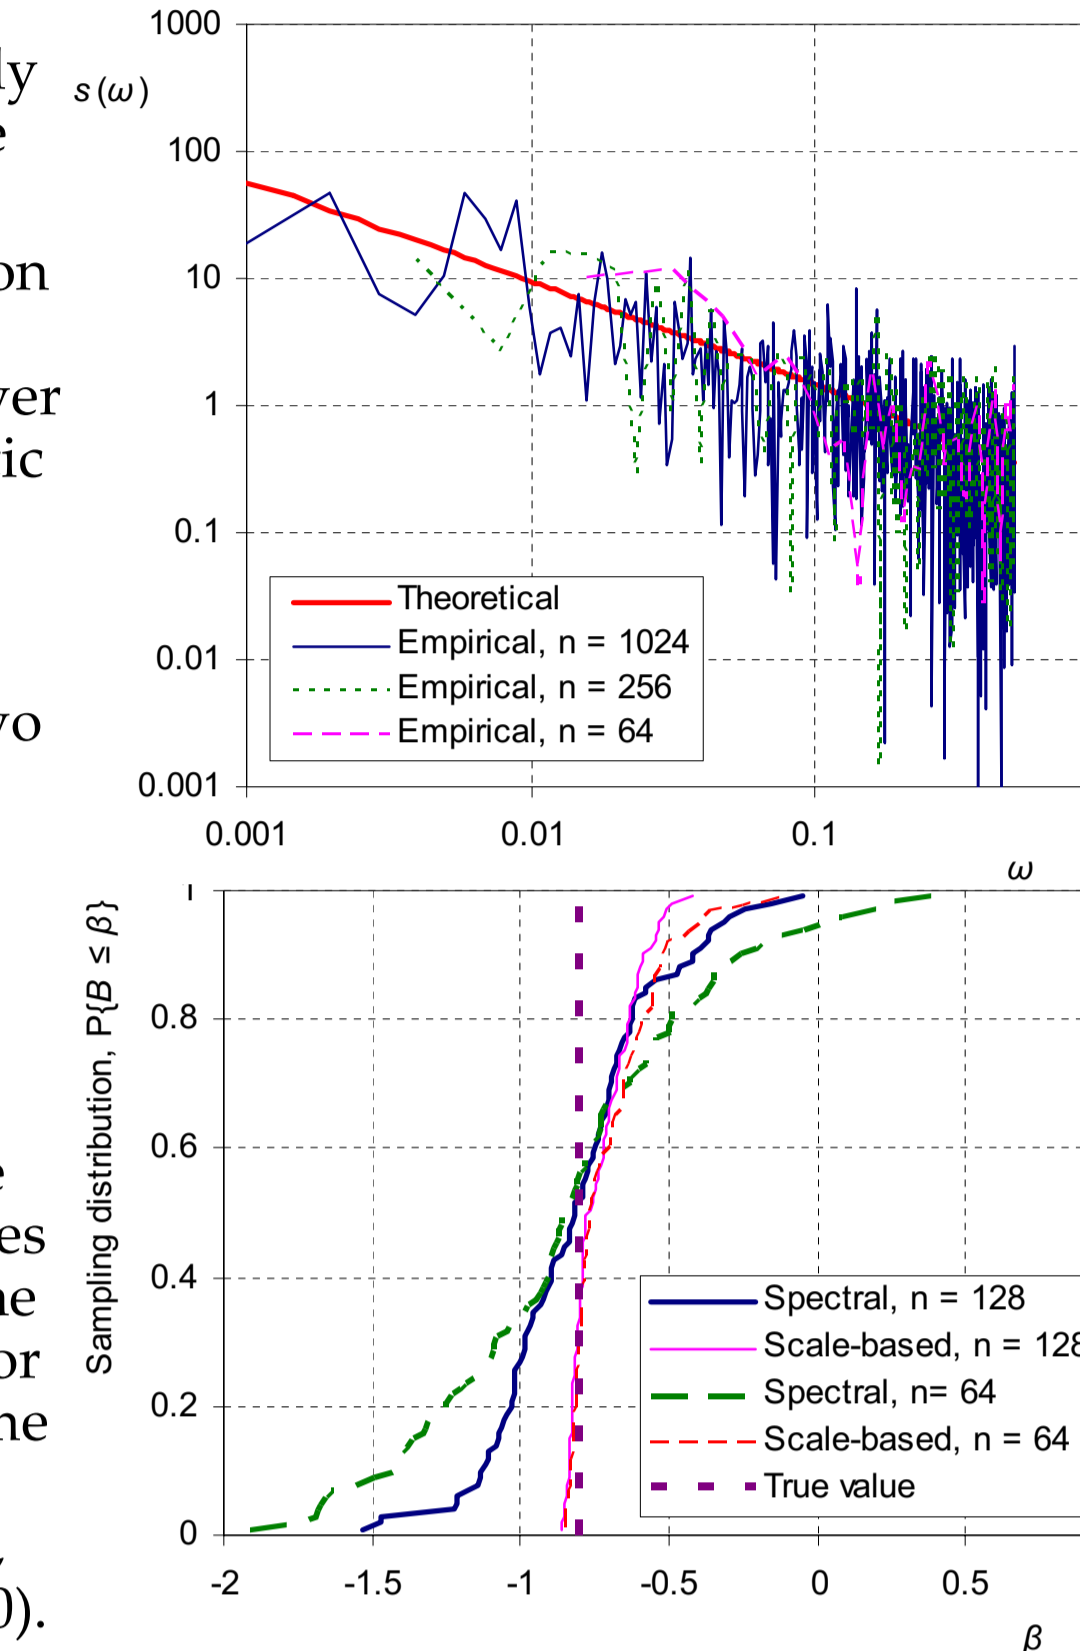 ly
e
on
ver
ric
vo
e
es
ne
or
ne
,
0).
1000
s(ω)
100
10
1
0.1
0.01
0.001
Theoretical
Empirical, n = 1024
Empirical, n = 256
Empirical, n = 64
0.001
0.01
0.1
ω
Sampling distribution, P{B ≤ β}
1
0.8
0.6
0.4
0.2
0
Spectral, n = 128
Scale-based, n = 128
Spectral, n= 64
Scale-based, n = 64
True value
-2
-1.5
-1
-0.5
0
0.5
β